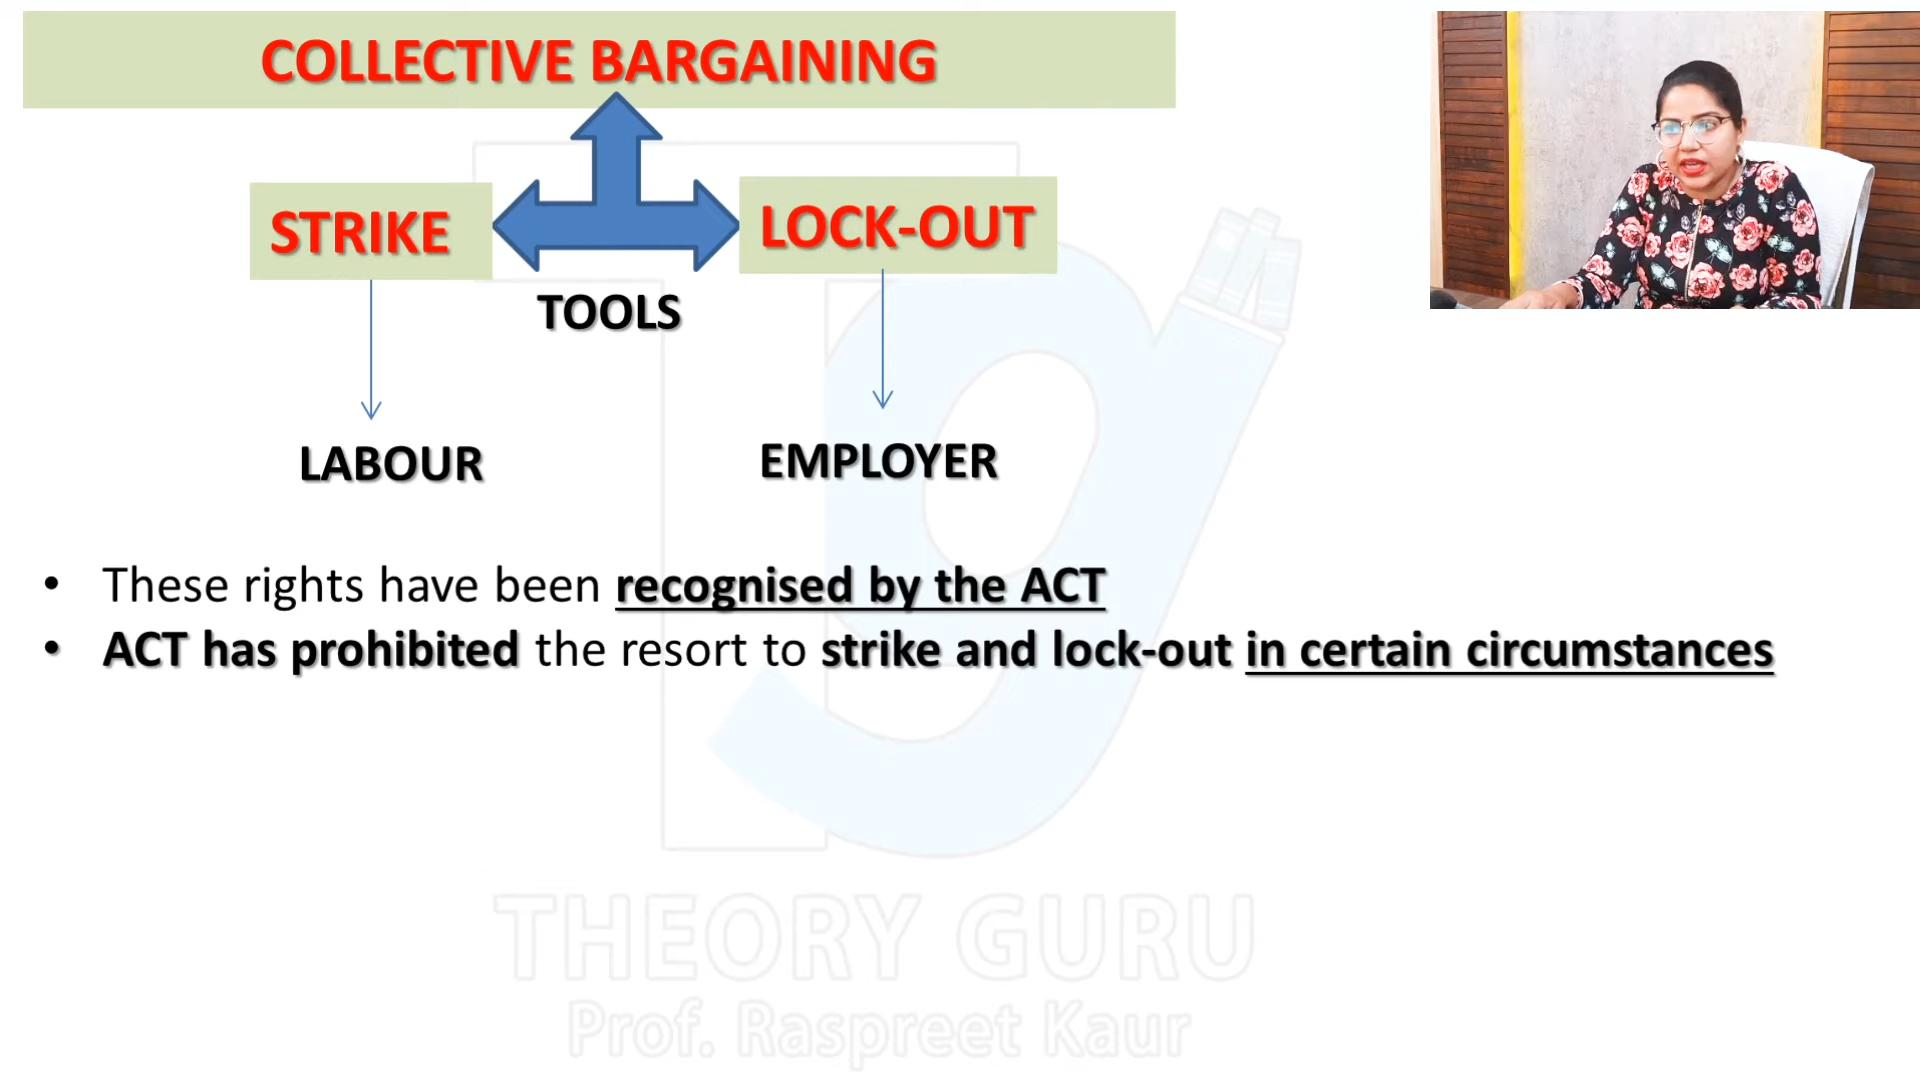 COLLECTIVE BARGAINING
STRIKE
LOCK-OUT
TOOLS
LABOUR
EMPLOYER
• These rights have been recognised by the ACT
• ACT has prohibited the resort to strike and lock-out in certain circumstances
THEORY GURU
Prof. Raspreet Kaur